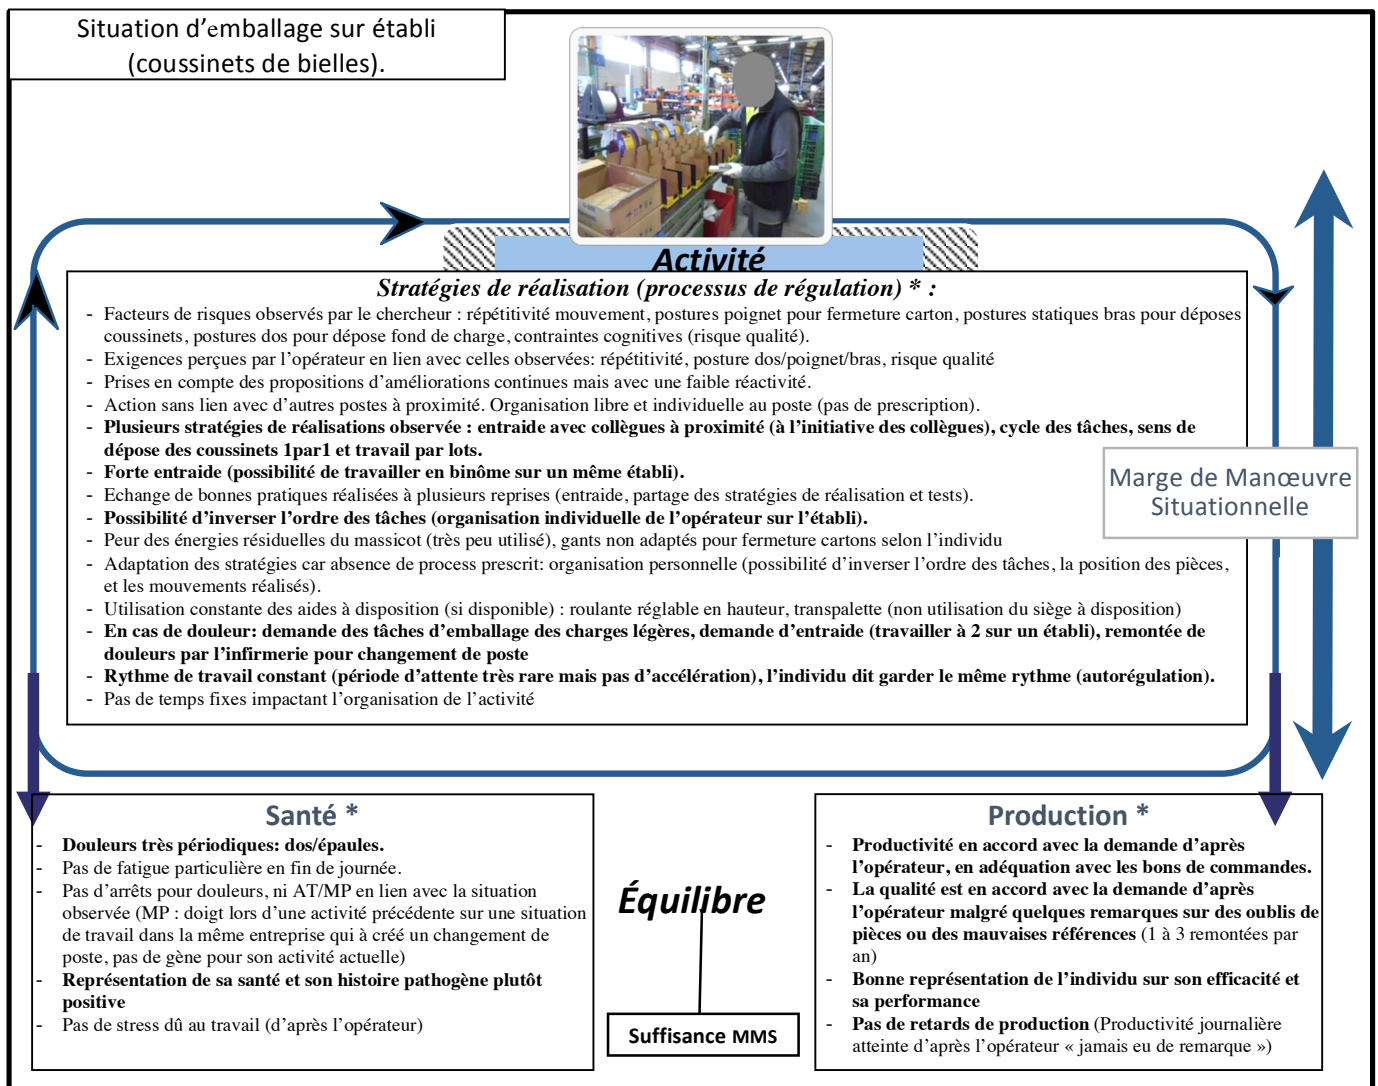 Situation d’emballage sur établi
(coussinets de bielles).
Activité
Stratégies de réalisation (processus de régulation) * :
- Facteurs de risques observés par le chercheur : répétitivité mouvement, postures poignet pour fermeture carton, postures statiques bras pour déposes
coussinets, postures dos pour dépose fond de charge, contraintes cognitives (risque qualité).
- Exigences perçues par l’opérateur en lien avec celles observées: répétitivité, posture dos/poignet/bras, risque qualité
- Prises en compte des propositions d’améliorations continues mais avec une faible réactivité.
- Action sans lien avec d’autres postes à proximité. Organisation libre et individuelle au poste (pas de prescription).
- Plusieurs stratégies de réalisations observée : entraide avec collègues à proximité (à l’initiative des collègues), cycle des tâches, sens de
dépose des coussinets 1par1 et travail par lots.
- Forte entraide (possibilité de travailler en binôme sur un même établi).
- Echange de bonnes pratiques réalisées à plusieurs reprises (entraide, partage des stratégies de réalisation et tests).
- Possibilité d’inverser l’ordre des tâches (organisation individuelle de l’opérateur sur l’établi).
- Peur des énergies résiduelles du massicot (très peu utilisé), gants non adaptés pour fermeture cartons selon l’individu
- Adaptation des stratégies car absence de process prescrit: organisation personnelle (possibilité d’inverser l’ordre des tâches, la position des pièces,
et les mouvements réalisés).
- Utilisation constante des aides à disposition (si disponible) : roulante réglable en hauteur, transpalette (non utilisation du siège à disposition)
- En cas de douleur: demande des tâches d’emballage des charges légères, demande d’entraide (travailler à 2 sur un établi), remontée de
douleurs par l’infirmerie pour changement de poste
- Rythme de travail constant (période d’attente très rare mais pas d’accélération), l’individu dit garder le même rythme (autorégulation).
- Pas de temps fixes impactant l’organisation de l’activité
Marge de Manœuvre
Situationnelle
Santé *
- Douleurs très périodiques: dos/épaules.
- Pas de fatigue particulière en fin de journée.
- Pas d’arrêts pour douleurs, ni AT/MP en lien avec la situation
observée (MP : doigt lors d’une activité précédente sur une situation
de travail dans la même entreprise qui à créé un changement de
poste, pas de gène pour son activité actuelle)
- Représentation de sa santé et son histoire pathogène plutôt
positive
- Pas de stress dû au travail (d’après l’opérateur)
Équilibre
Suffisance MMS
Production *
- Productivité en accord avec la demande d’après
l’opérateur, en adéquation avec les bons de commandes.
- La qualité est en accord avec la demande d’après
l’opérateur malgré quelques remarques sur des oublis de
pièces ou des mauvaises références (1 à 3 remontées par
an)
- Bonne représentation de l’individu sur son efficacité et
sa performance
- Pas de retards de production (Productivité journalière
atteinte d’après l’opérateur « jamais eu de remarque »)